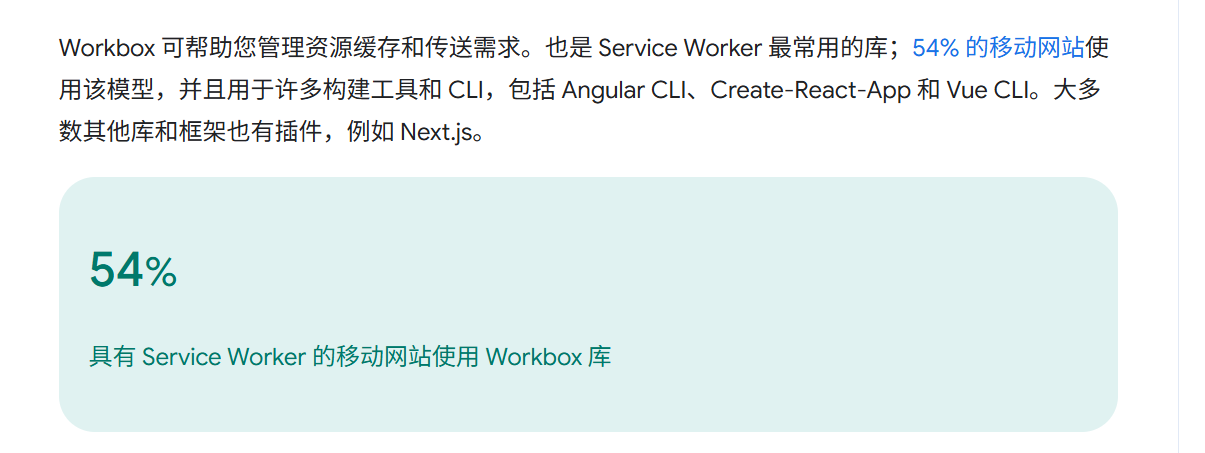 Workbox 可帮助您管理资源缓存和传送需求。也是 Service Worker 最常用的库；54% 的移动网站使
用该模型，并且用于许多构建工具和 CLI，包括 Angular CLI、Create-React-App 和 Vue CLI。大多
数其他库和框架也有插件，例如 Next.js。
54%
具有 Service Worker 的移动网站使用 Workbox 库